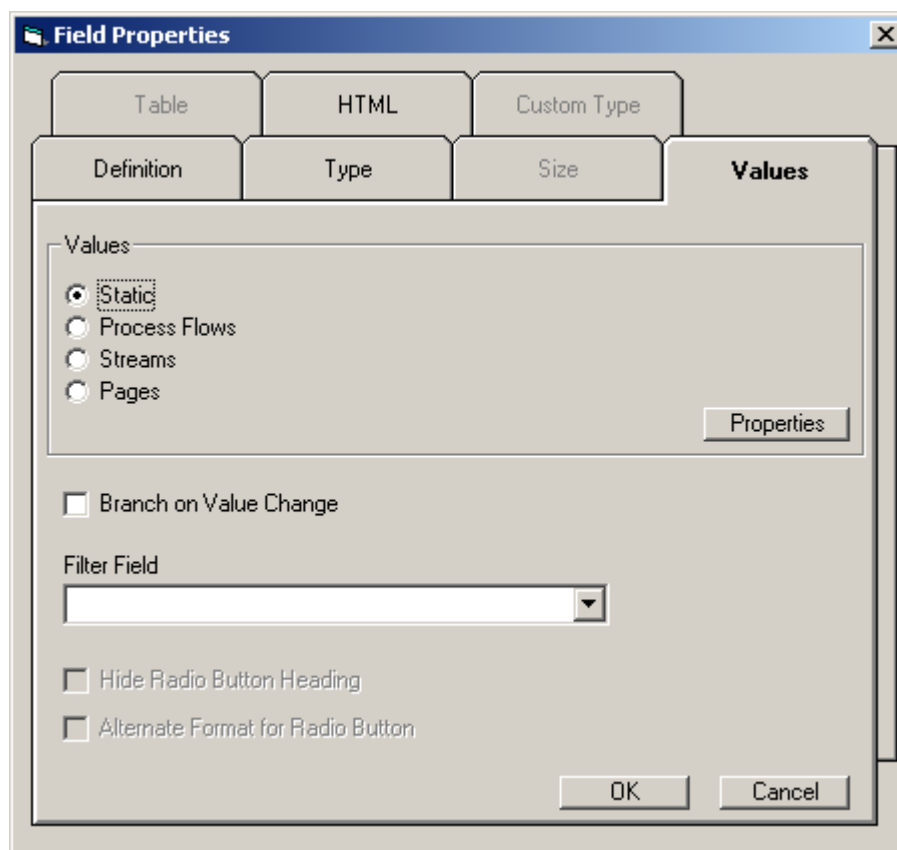 Field Properties
Table HTML Custom Type
Definition Type Size Values
Values
Static
Process Flows
Streams
Pages
Properties
Branch on Value Change
Filter Field
Hide Radio Button Heading
Alternate Format for Radio Button
OK Cancel